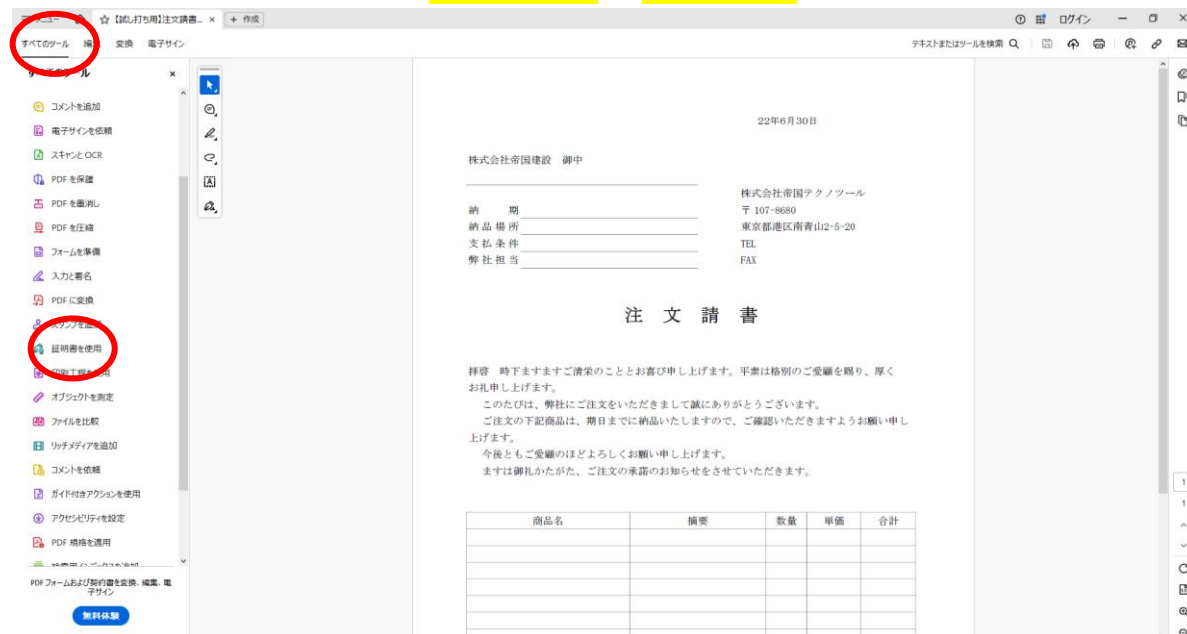 メニュー
☆ 【試し打ち用】注文請書... ×
+ 作成
ログイン
すべてのツール 編集 変換 電子サイン
テキストまたはツールを検索
すべてのツール ×
コメントを追加
電子サインを依頼
スキャンと OCR
PDF を保護
PDF を墨消し
PDF を圧縮
フォームを準備
入力と署名
PDF に変換
スタンプを追加
証明書を使用
印刷工程を使用
オブジェクトを測定
ファイルを比較
リッチメディアを追加
コメントを依頼
ガイド付きアクションを使用
アクセシビリティを設定
PDF 規格を適用
PDF フォームおよび契約書を変換、編集、電
子サイン
無料体験
22年6月30日
株式会社帝国建設 御中
株式会社帝国テクノツール
〒 107-8680
東京都港区南青山2-5-20
TEL
FAX
納 期
納品場所
支払条件
弊社担当
注 文 請 書
拝啓 時下ますますご清栄のこととお喜び申し上げます。平素は格別のご愛顧を賜り、厚く
お礼申し上げます。
このたびは、弊社にご注文をいただきまして誠にありがとうございます。
ご注文の下記商品は、期日までに納品いたしますので、ご確認いただきますようお願い申し
上げます。
今後ともご愛顧のほどよろしくお願い申し上げます。
まずは御礼かたがた、ご注文の承諾のお知らせをさせていただきます。
商品名 摘要 数量 単価 合計
1
1